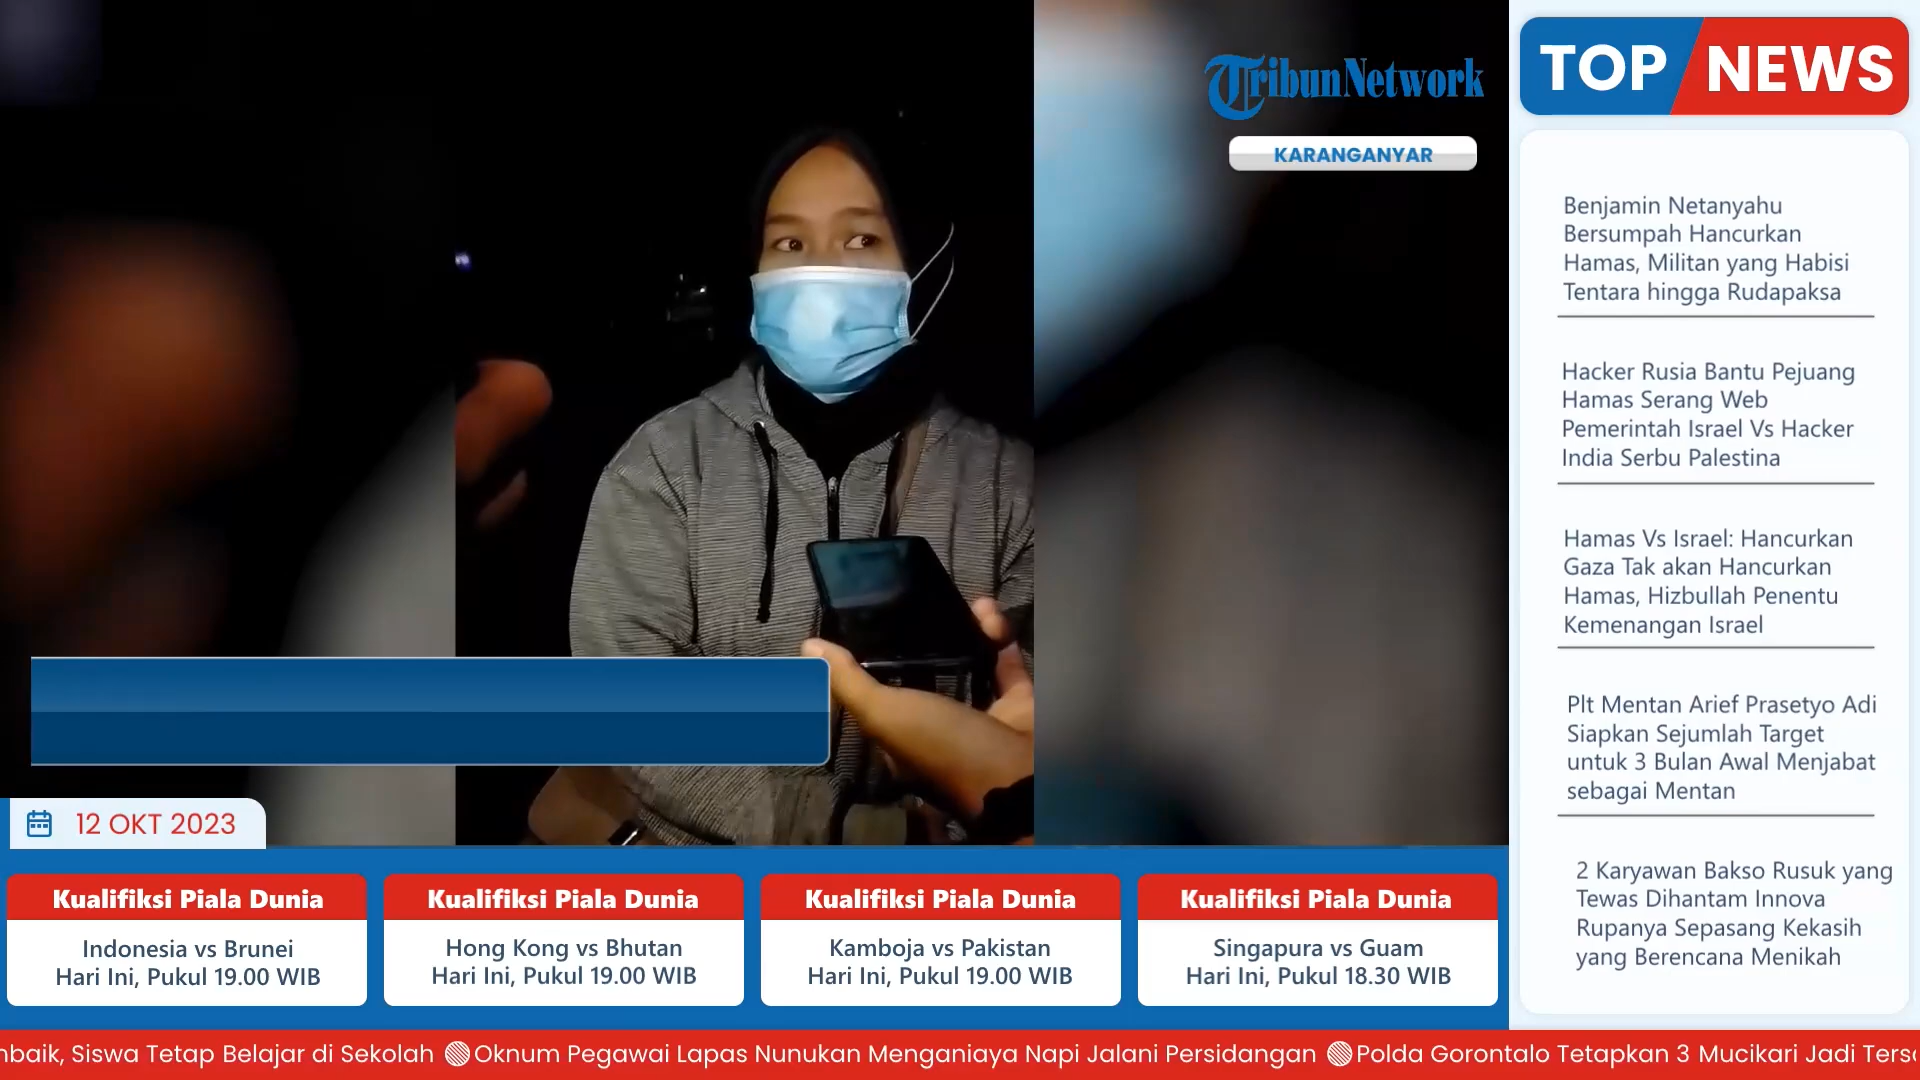 TribunNetwork
KARANGANYAR
TOP NEWS
Benjamin Netanyahu
Bersumpah Hancurkan
Hamas, Militan yang Habisi
Tentara hingga Rudapaksa
Hacker Rusia Bantu Pejuang
Hamas Serang Web
Pemerintah Israel Vs Hacker
India Serbu Palestina
Hamas Vs Israel: Hancurkan
Gaza Tak akan Hancurkan
Hamas, Hizbullah Penentu
Kemenangan Israel
Plt Mentan Arief Prasetyo Adi
Siapkan Sejumlah Target
untuk 3 Bulan Awal Menjabat
sebagai Mentan
2 Karyawan Bakso Rusuk yang
Tewas Dihantam Innova
Rupanya Sepasang Kekasih
yang Berencana Menikah
12 OKT 2023
Kualifiksi Piala Dunia
Indonesia vs Brunei
Hari Ini, Pukul 19.00 WIB
Kualifiksi Piala Dunia
Hong Kong vs Bhutan
Hari Ini, Pukul 19.00 WIB
Kualifiksi Piala Dunia
Kamboja vs Pakistan
Hari Ini, Pukul 19.00 WIB
Kualifiksi Piala Dunia
Singapura vs Guam
Hari Ini, Pukul 18.30 WIB
nbaik, Siswa Tetap Belajar di Sekolah Oknum Pegawai Lapas Nunukan Menganiaya Napi Jalani Persidangan Polda Gorontalo Tetapkan 3 Mucikari Jadi Ters